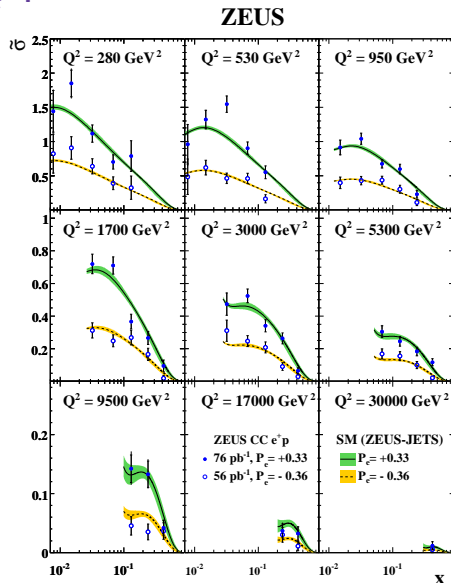 ZEUS
σ̃
Q² = 280 GeV² Q² = 530 GeV² Q² = 950 GeV²
2.5
2
1.5
1
0.5
Q² = 1700 GeV² Q² = 3000 GeV² Q² = 5300 GeV²
1
0.8
0.6
0.4
0.2
Q² = 9500 GeV² Q² = 17000 GeV² Q² = 30000 GeV²
0.2
0.1
0
ZEUS CC e⁺p
76 pb⁻¹, Pₑ= +0.33
56 pb⁻¹, Pₑ= - 0.36
SM (ZEUS-JETS)
Pₑ= +0.33
Pₑ= - 0.36
10⁻² 10⁻¹ 10⁻² 10⁻¹ 10⁻² 10⁻¹
x